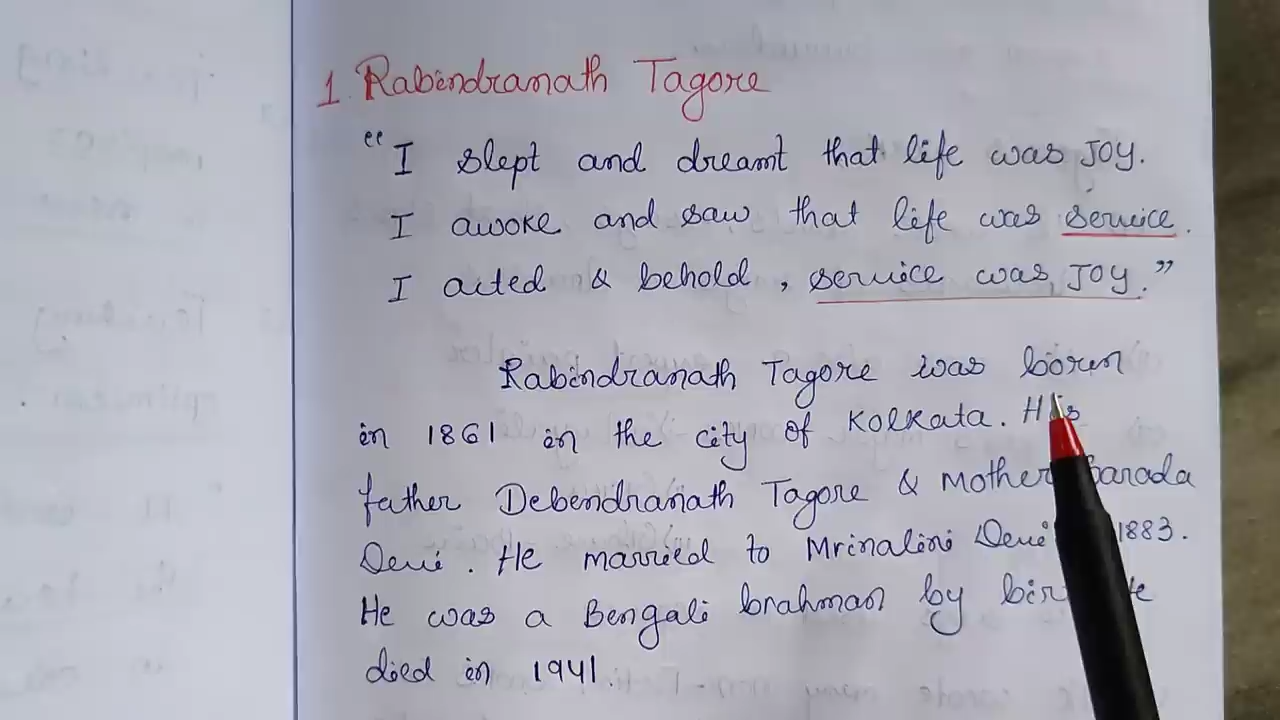 1. Rabindranath Tagore
"I slept and dreamt that life was JOY.
I awoke and saw that life was service.
I acted & behold, service was JOY."
Rabindranath Tagore was born
in 1861 in the city of Kolkata. His
father Debendranath Tagore & Mother Sarada
Devi. He married to Mrinalini Devi 1883.
He was a Bengali brahman by
died in 1941.